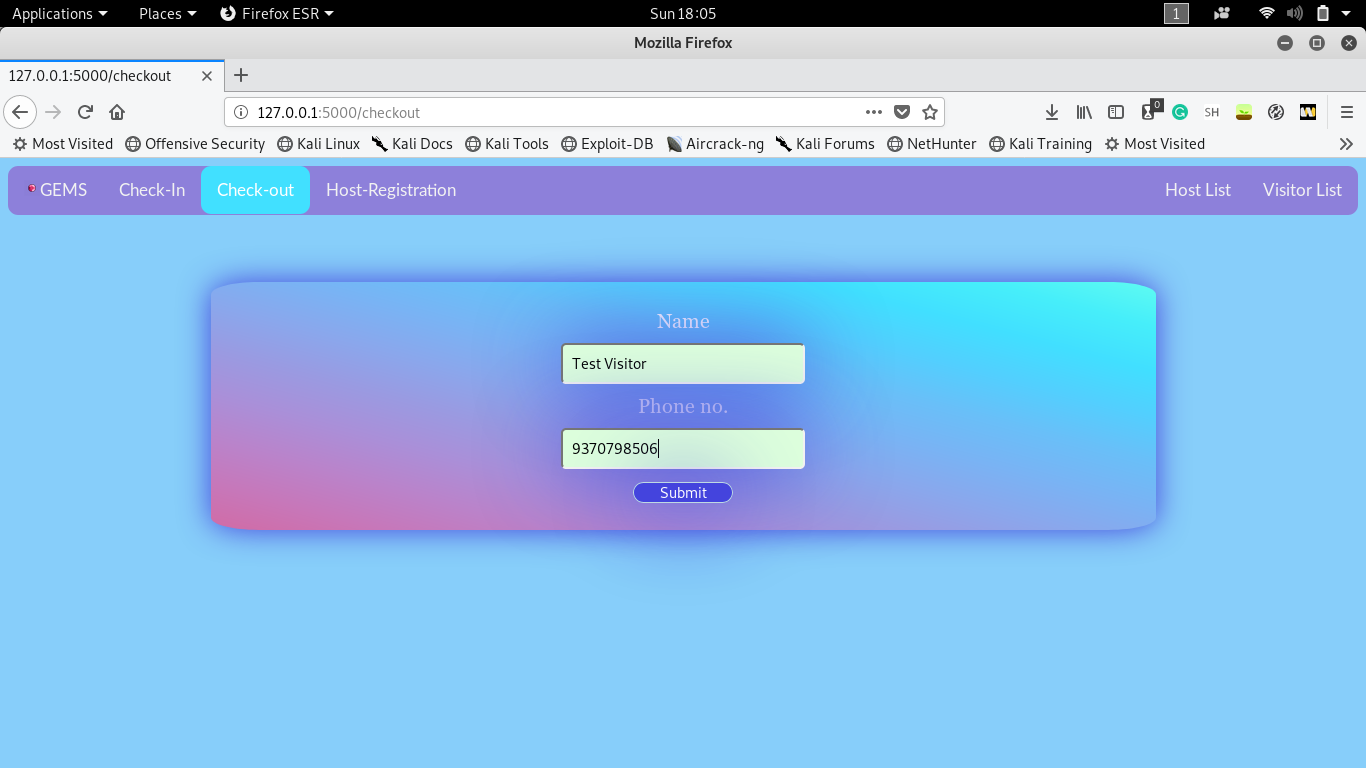 Applications Places Firefox ESR Sun 18:05 1
Mozilla Firefox
127.0.0.1:5000/checkout
127.0.0.1:5000/checkout 0 SH
Most Visited Offensive Security Kali Linux Kali Docs Kali Tools Exploit-DB Aircrack-ng Kali Forums NetHunter Kali Training Most Visited
GEMS Check-In Check-out Host-Registration Host List Visitor List
Name
Test Visitor
Phone no.
9370798506
Submit